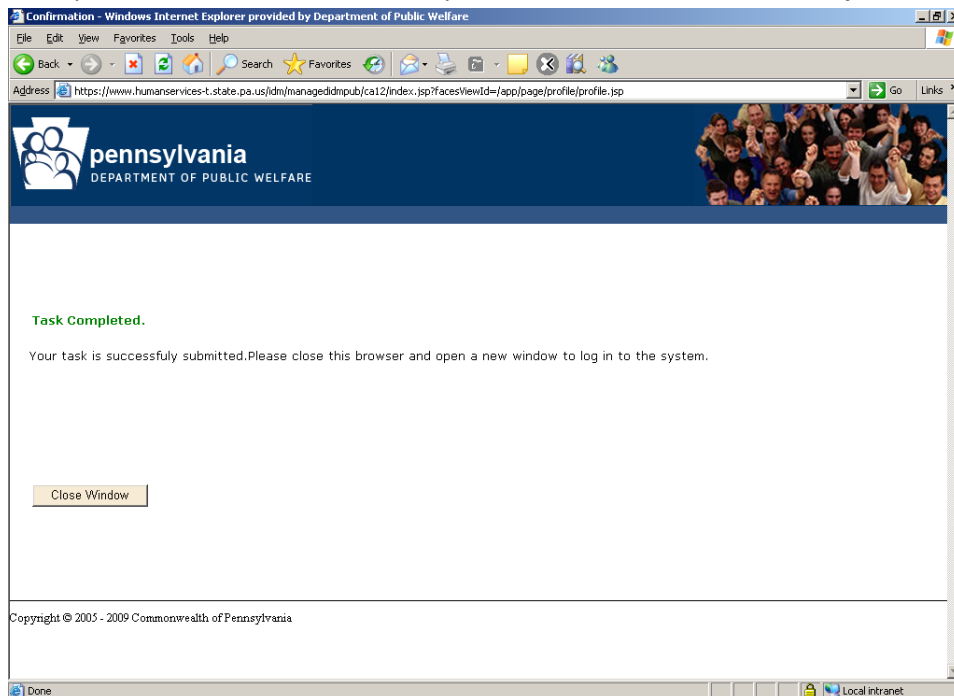 Confirmation - Windows Internet Explorer provided by Department of Public Welfare
File Edit View Favorites Tools Help
Back Search Favorites
Address https://www.humanservices-t.state.pa.us/idm/managedidmpub/ca12/index.jsp?facesViewId=/app/page/profile/profile.jsp Go Links
pennsylvania
DEPARTMENT OF PUBLIC WELFARE
Task Completed.
Your task is successfuly submitted.Please close this browser and open a new window to log in to the system.
Close Window
Copyright © 2005 - 2009 Commonwealth of Pennsylvania
Done Local intranet